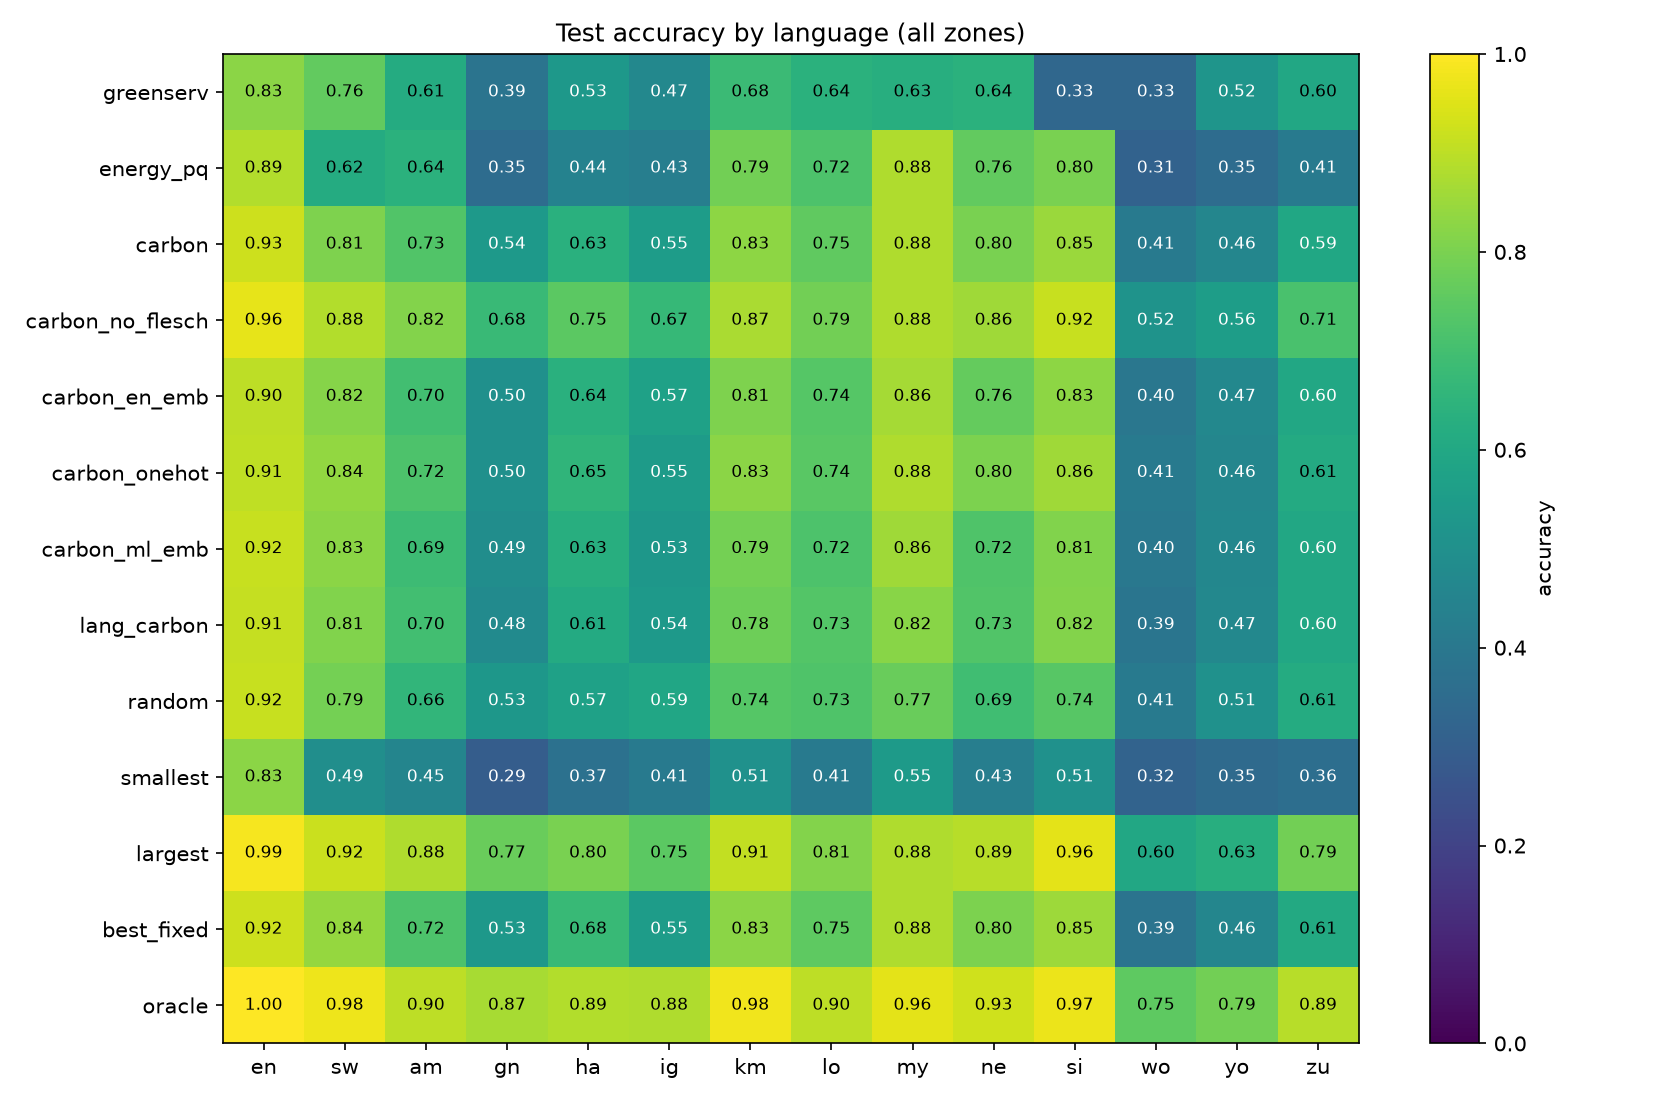 Test accuracy by language (all zones)
greenserv 0.83 0.76 0.61 0.39 0.53 0.47 0.68 0.64 0.63 0.64 0.33 0.33 0.52 0.60
energy_pq 0.89 0.62 0.64 0.35 0.44 0.43 0.79 0.72 0.88 0.76 0.80 0.31 0.35 0.41
carbon 0.93 0.81 0.73 0.54 0.63 0.55 0.83 0.75 0.88 0.80 0.85 0.41 0.46 0.59
carbon_no_flesch 0.96 0.88 0.82 0.68 0.75 0.67 0.87 0.79 0.88 0.86 0.92 0.52 0.56 0.71
carbon_en_emb 0.90 0.82 0.70 0.50 0.64 0.57 0.81 0.74 0.86 0.76 0.83 0.40 0.47 0.60
carbon_onehot 0.91 0.84 0.72 0.50 0.65 0.55 0.83 0.74 0.88 0.80 0.86 0.41 0.46 0.61
carbon_ml_emb 0.92 0.83 0.69 0.49 0.63 0.53 0.79 0.72 0.86 0.72 0.81 0.40 0.46 0.60
lang_carbon 0.91 0.81 0.70 0.48 0.61 0.54 0.78 0.73 0.82 0.73 0.82 0.39 0.47 0.60
random 0.92 0.79 0.66 0.53 0.57 0.59 0.74 0.73 0.77 0.69 0.74 0.41 0.51 0.61
smallest 0.83 0.49 0.45 0.29 0.37 0.41 0.51 0.41 0.55 0.43 0.51 0.32 0.35 0.36
largest 0.99 0.92 0.88 0.77 0.80 0.75 0.91 0.81 0.88 0.89 0.96 0.60 0.63 0.79
best_fixed 0.92 0.84 0.72 0.53 0.68 0.55 0.83 0.75 0.88 0.80 0.85 0.39 0.46 0.61
oracle 1.00 0.98 0.90 0.87 0.89 0.88 0.98 0.90 0.96 0.93 0.97 0.75 0.79 0.89
en sw am gn ha ig km lo my ne si wo yo zu
1.0
0.8
0.6
0.4
0.2
0.0
accuracy